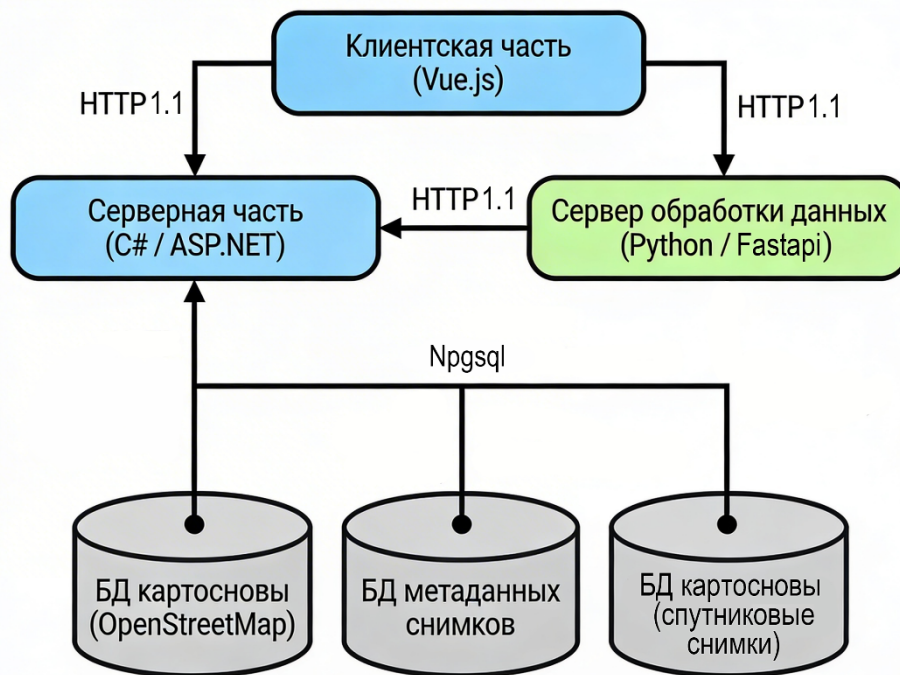 Клиентская часть
(Vue.js)
HTTP 1.1
HTTP 1.1
Серверная часть
(C# / ASP.NET)
HTTP 1.1
Сервер обработки данных
(Python / Fastapi)
Npgsql
БД картосновы
(OpenStreetMap)
БД метаданных
снимков
БД картосновы
(спутниковые
снимки)